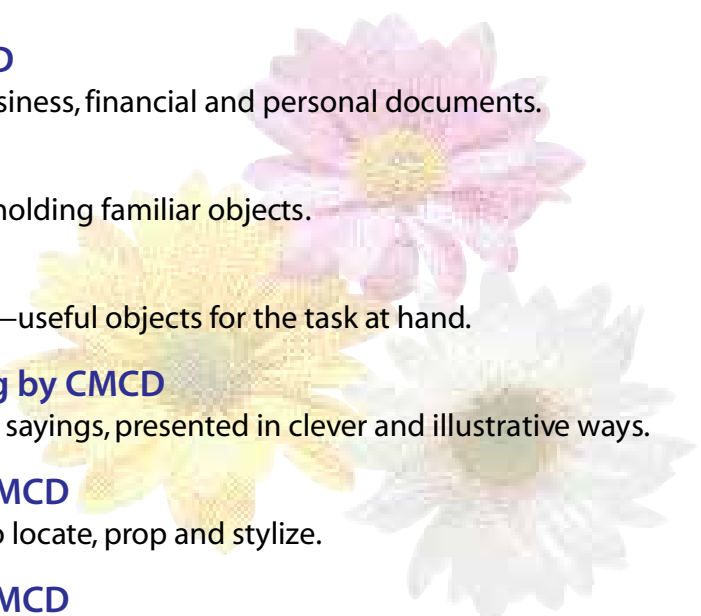 D
siness, financial and personal documents.
holding familiar objects.
—useful objects for the task at hand.
g by CMCD
sayings, presented in clever and illustrative ways.
MCD
o locate, prop and stylize.
MCD